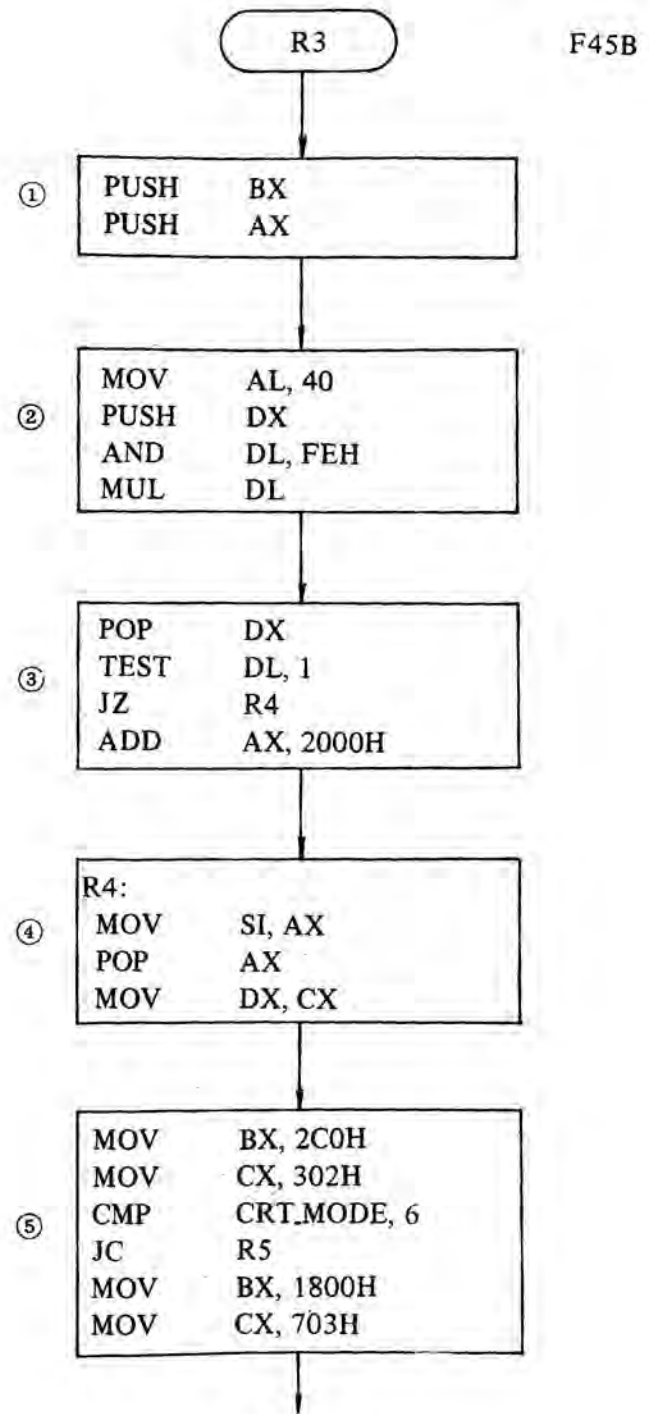 R3
F45B
① PUSH BX
PUSH AX
② MOV AL, 40
PUSH DX
AND DL, FEH
MUL DL
③ POP DX
TEST DL, 1
JZ R4
ADD AX, 2000H
④ R4:
MOV SI, AX
POP AX
MOV DX, CX
⑤ MOV BX, 2C0H
MOV CX, 302H
CMP CRT_MODE, 6
JC R5
MOV BX, 1800H
MOV CX, 703H